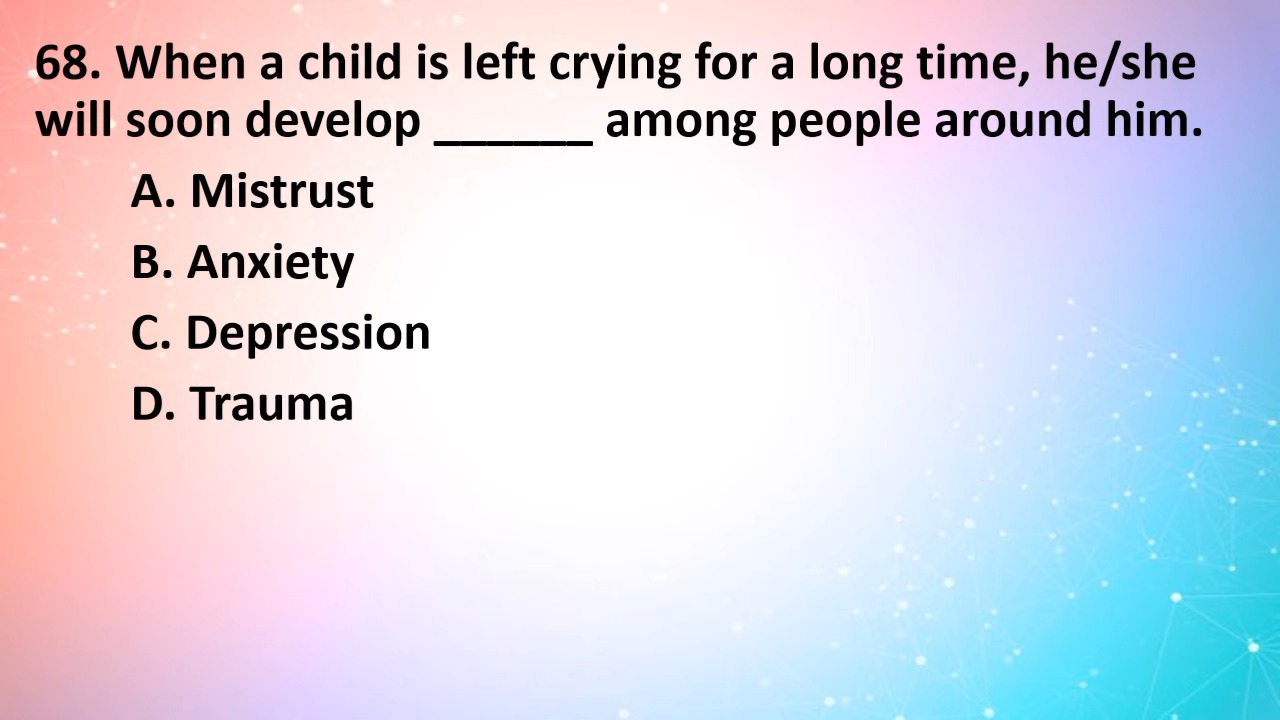 68. When a child is left crying for a long time, he/she
will soon develop ______ among people around him.
A. Mistrust
B. Anxiety
C. Depression
D. Trauma